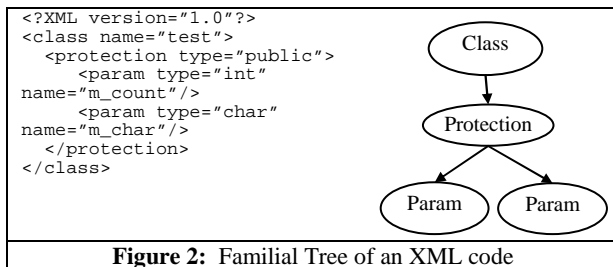 <?XML version="1.0"?>
<class name="test">
<protection type="public">
<param type="int"
name="m_count"/>
<param type="char"
name="m_char"/>
</protection>
</class>
Class
Protection
Param
Param
Figure 2: Familial Tree of an XML code